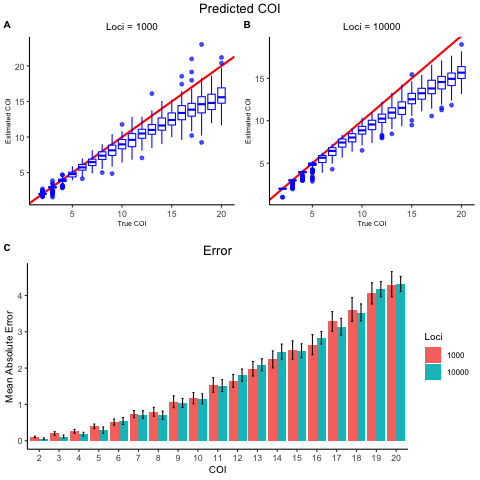 Predicted COI
A
B
Loci = 1000
Loci = 10000
Estimated COI
20
15
10
5
5
10
15
20
True COI
Estimated COI
15
10
5
5
10
15
20
True COI
C
Error
Mean Absolute Error
4
3
2
1
0
2 3 4 5 6 7 8 9 10 11 12 13 14 15 16 17 18 19 20
COI
Loci
1000
10000